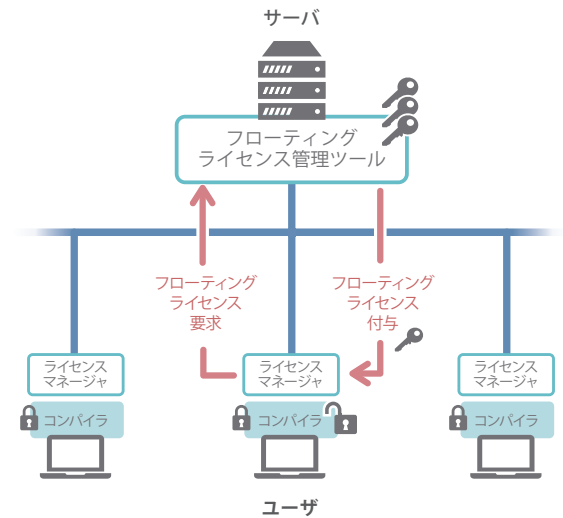 サーバ
フローティング
ライセンス管理ツール
フローティング
ライセンス
要求
フローティング
ライセンス
付与
ライセンス
マネージャ
ライセンス
マネージャ
ライセンス
マネージャ
コンパイラ
コンパイラ
コンパイラ
ユーザ